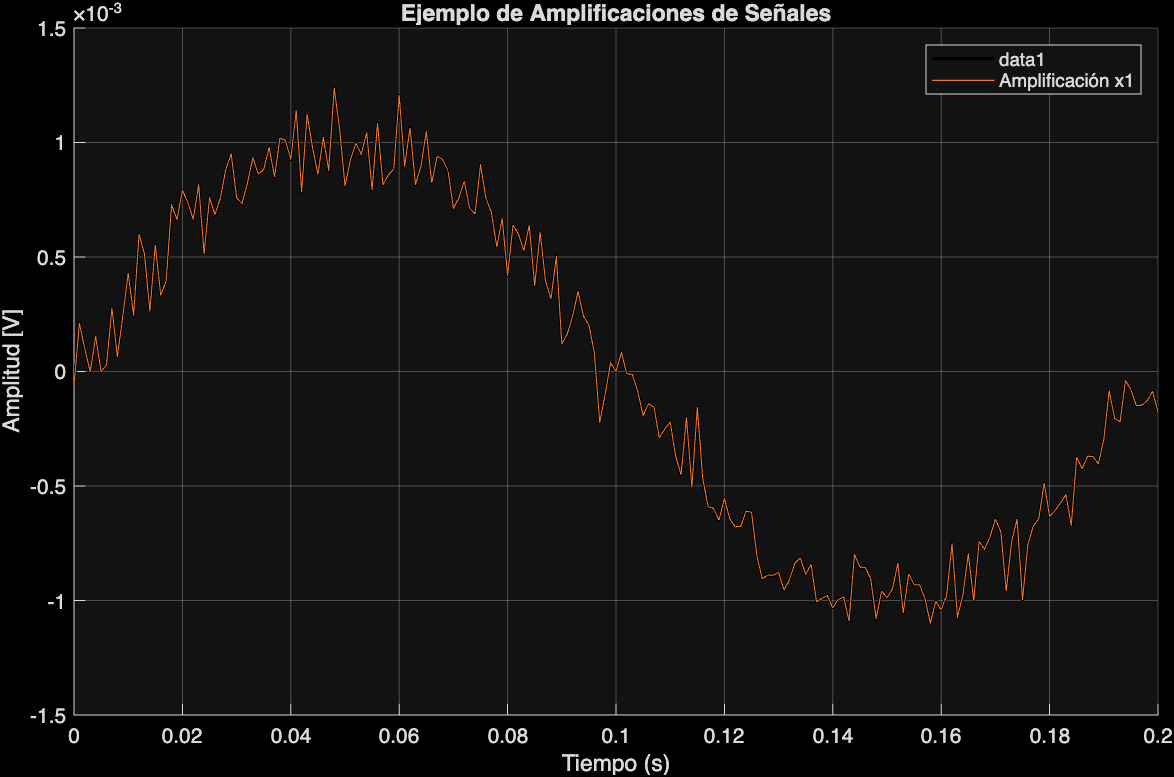 Ejemplo de Amplificaciones de Señales
×10⁻³
1.5
1
0.5
0
-0.5
-1
-1.5
Amplitud [V]
data1
Amplificación x1
0 0.02 0.04 0.06 0.08 0.1 0.12 0.14 0.16 0.18 0.2
Tiempo (s)